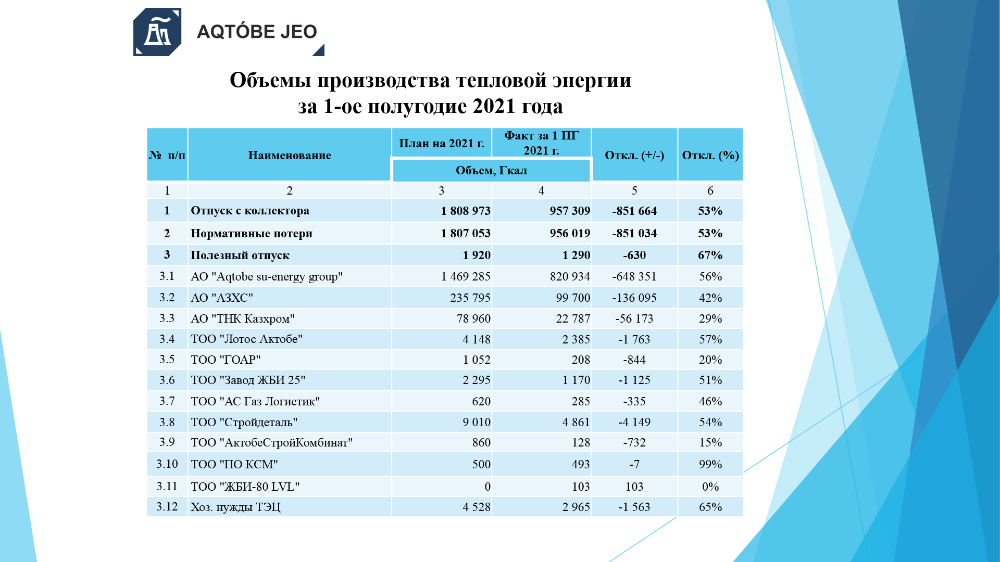 AQTÓBE JEO
Объемы производства тепловой энергии
за 1-ое полугодие 2021 года
№ п/п Наименование План на 2021 г. Факт за 1 ПГ 2021 г. Откл. (+/-) Откл. (%)
Объем, Гкал
1 2 3 4 5 6
1 Отпуск с коллектора 1 808 973 957 309 -851 664 53%
2 Нормативные потери 1 807 053 956 019 -851 034 53%
3 Полезный отпуск 1 920 1 290 -630 67%
3.1 АО "Aqtobe su-energy group" 1 469 285 820 934 -648 351 56%
3.2 АО "АЗХС" 235 795 99 700 -136 095 42%
3.3 АО "ТНК Казхром" 78 960 22 787 -56 173 29%
3.4 ТОО "Лотос Актобе" 4 148 2 385 -1 763 57%
3.5 ТОО "ГОАР" 1 052 208 -844 20%
3.6 ТОО "Завод ЖБИ 25" 2 295 1 170 -1 125 51%
3.7 ТОО "АС Газ Логистик" 620 285 -335 46%
3.8 ТОО "Стройдеталь" 9 010 4 861 -4 149 54%
3.9 ТОО "АктобеСтройКомбинат" 860 128 -732 15%
3.10 ТОО "ПО КСМ" 500 493 -7 99%
3.11 ТОО "ЖБИ-80 LVL" 0 103 103 0%
3.12 Хоз. нужды ТЭЦ 4 528 2 965 -1 563 65%